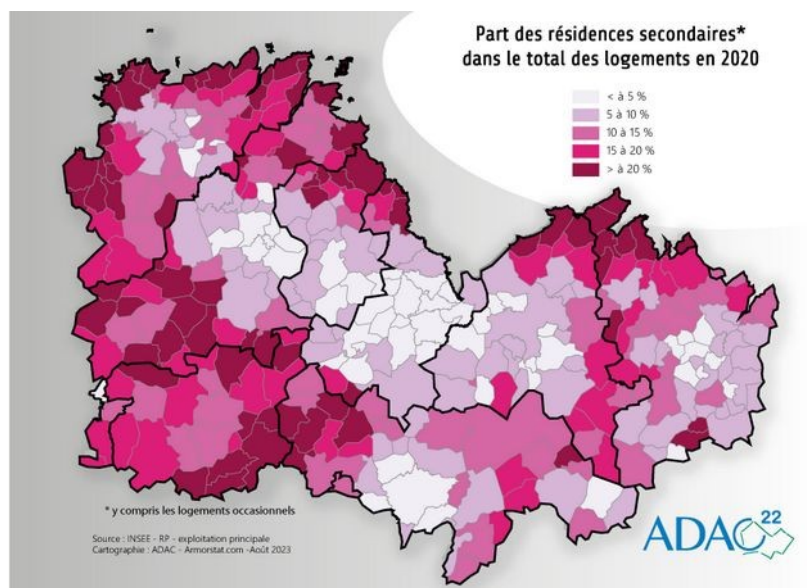 Part des résidences secondaires*
dans le total des logements en 2020
< à 5 %
5 à 10 %
10 à 15 %
15 à 20 %
> à 20 %
* y compris les logements occasionnels
Source : INSEE - RP - exploitation principale
Cartographie : ADAC - Armorstat.com -Août 2023
ADAC 22